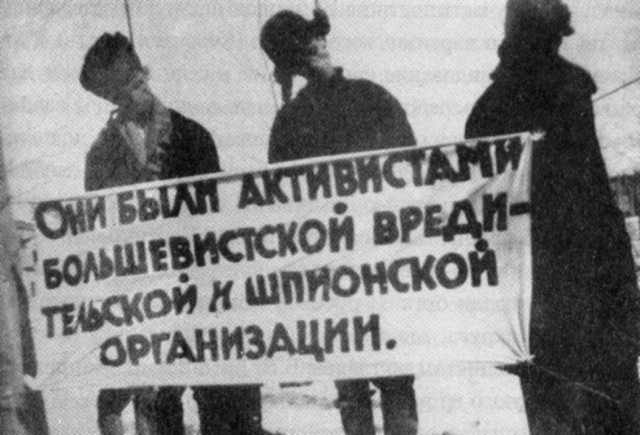 ОНИ БЫЛИ АКТИВИСТАМИ
БОЛЬШЕВИСТСКОЙ ВРЕДИ-
ТЕЛЬСКОЙ И ШПИОНСКОЙ
ОРГАНИЗАЦИИ.